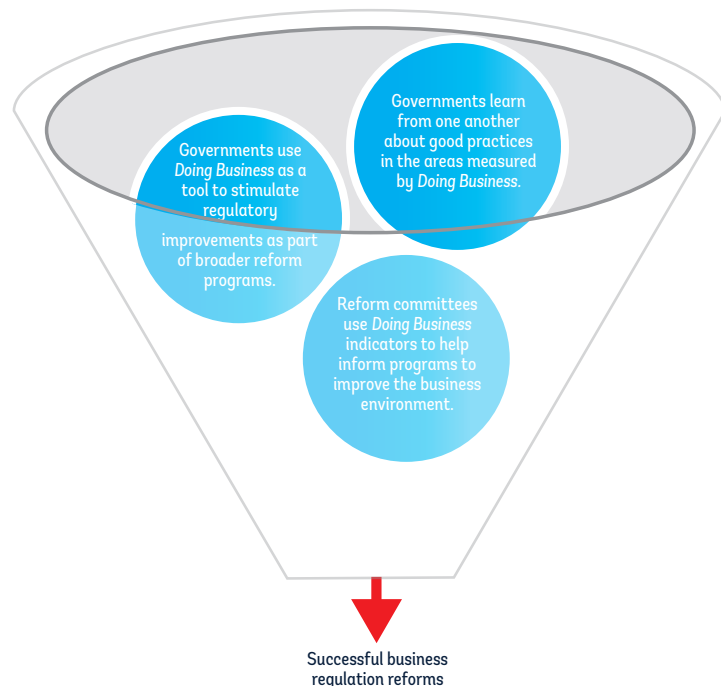 Governments learn
from one another
about good practices
in the areas measured
by Doing Business.
Governments use
Doing Business as a
tool to stimulate
regulatory
improvements as part
of broader reform
programs.
Reform committees
use Doing Business
indicators to help
inform programs to
improve the business
environment.
Successful business
regulation reforms